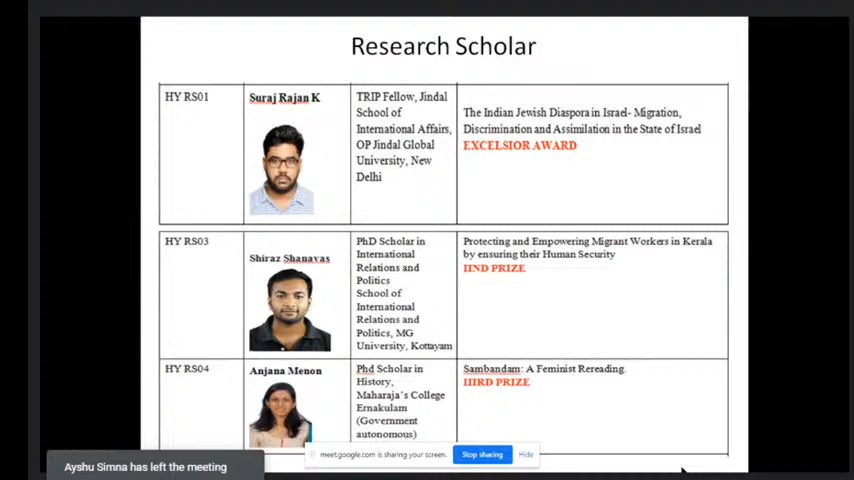 Research Scholar
HY RS01
Suraj Rajan K
TRIP Fellow, Jindal
School of
International Affairs,
OP Jindal Global
University, New
Delhi
The Indian Jewish Diaspora in Israel- Migration,
Discrimination and Assimilation in the State of Israel
EXCELSIOR AWARD
HY RS03
Shiraz Shanavas
PhD Scholar in
International
Relations and
Politics
School of
International
Relations and
Politics, MG
University, Kottayam
Protecting and Empowering Migrant Workers in Kerala
by ensuring their Human Security
IIND PRIZE
HY RS04
Anjana Menon
Phd Scholar in
History,
Maharaja's College
Ernakulam
(Government
autonomous)
Sambandam: A Feminist Rereading.
IIIRD PRIZE
meet.google.com is sharing your screen.
Stop sharing
Hide
Ayshu Simna has left the meeting